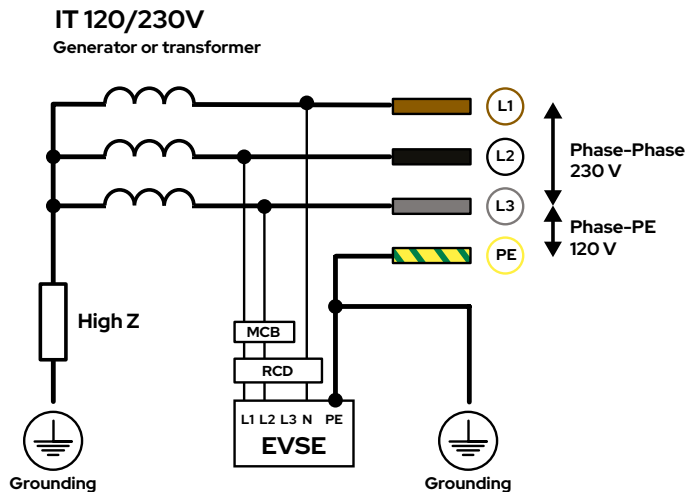 IT 120/230V
Generator or transformer
L1
L2
Phase-Phase
230 V
L3
Phase-PE
120 V
PE
High Z
MCB
RCD
L1 L2 L3 N PE
EVSE
Grounding
Grounding